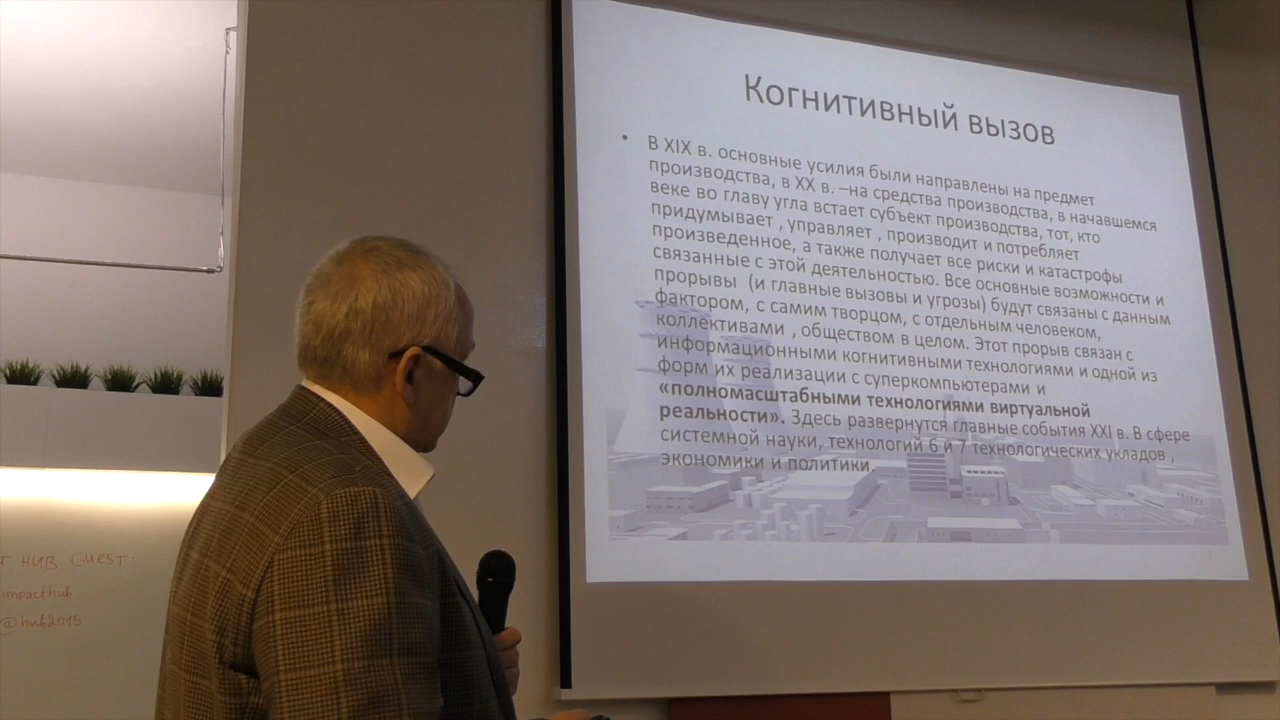 Когнитивный вызов
• В XIX в. основные усилия были направлены на предмет
производства, в XX в. –на средства производства, в начавшемся
веке во главу угла встает субъект производства, тот, кто
придумывает , управляет , производит и потребляет
произведенное, а также получает все риски и катастрофы
связанные с этой деятельностью. Все основные возможности и
прорывы (и главные вызовы и угрозы) будут связаны с данным
фактором, с самим творцом, с отдельным человеком,
коллективами , обществом в целом. Этот прорыв связан с
информационными когнитивными технологиями и одной из
форм их реализации с суперкомпьютерами и
«полномасштабными технологиями виртуальной
реальности». Здесь развернутся главные события XXI в. В сфере
системной науки, технологий 6 и 7 технологических укладов ,
экономики и политики
T HUB GUEST:
impacthub
@hub2015